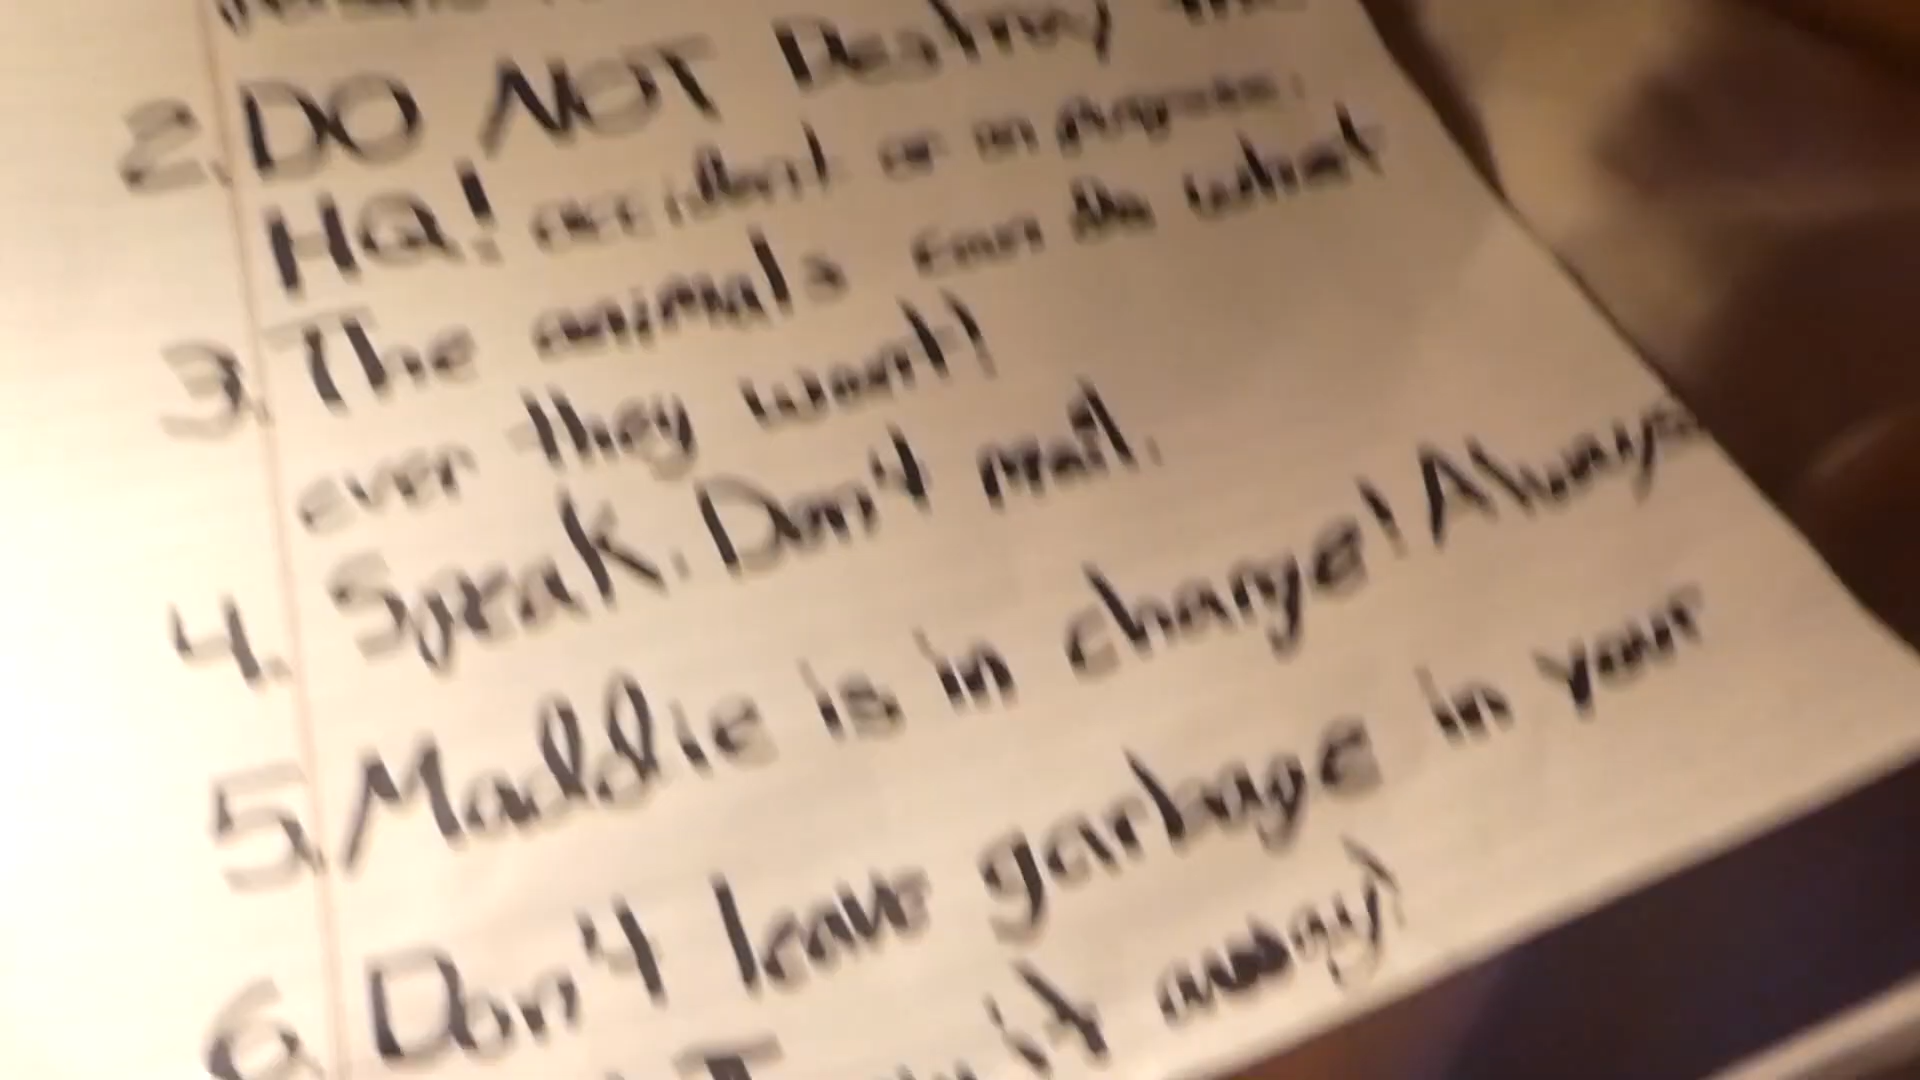 2. DO NOT Destroy the
HQ! accident or on purpose.
3. The animals can do what
ever they want!
4. Speak. Don't mail.
5. Maddie is in charge! Always
6. Don't leave garbage in your
it away!